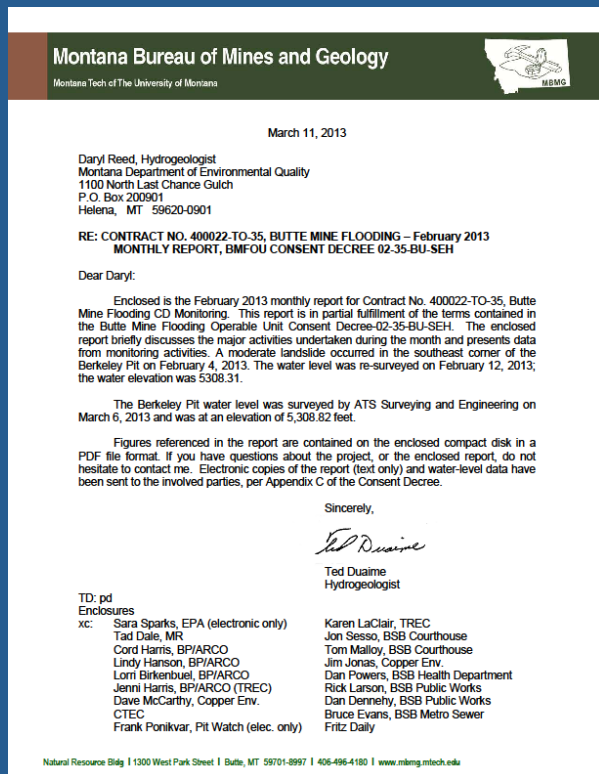 Montana Bureau of Mines and Geology
Montana Tech of The University of Montana
MBMG
March 11, 2013
Daryl Reed, Hydrogeologist
Montana Department of Environmental Quality
1100 North Last Chance Gulch
P.O. Box 200901
Helena, MT 59620-0901
RE: CONTRACT NO. 400022-TO-35, BUTTE MINE FLOODING – February 2013
MONTHLY REPORT, BMFOU CONSENT DECREE 02-35-BU-SEH
Dear Daryl:
Enclosed is the February 2013 monthly report for Contract No. 400022-TO-35, Butte
Mine Flooding CD Monitoring. This report is in partial fulfillment of the terms contained in
the Butte Mine Flooding Operable Unit Consent Decree-02-35-BU-SEH. The enclosed
report briefly discusses the major activities undertaken during the month and presents data
from monitoring activities. A moderate landslide occurred in the southeast corner of the
Berkeley Pit on February 4, 2013. The water level was re-surveyed on February 12, 2013;
the water elevation was 5308.31.
The Berkeley Pit water level was surveyed by ATS Surveying and Engineering on
March 6, 2013 and was at an elevation of 5,308.82 feet.
Figures referenced in the report are contained on the enclosed compact disk in a
PDF file format. If you have questions about the project, or the enclosed report, do not
hesitate to contact me. Electronic copies of the report (text only) and water-level data have
been sent to the involved parties, per Appendix C of the Consent Decree.
Sincerely,
Ted Duaime
Ted Duaime
Hydrogeologist
TD: pd
Enclosures
xc: Sara Sparks, EPA (electronic only)
Tad Dale, MR
Cord Harris, BP/ARCO
Lindy Hanson, BP/ARCO
Lorri Birkenbuel, BP/ARCO
Jenni Harris, BP/ARCO (TREC)
Dave McCarthy, Copper Env.
CTEC
Frank Ponikvar, Pit Watch (elec. only)
Karen LaClair, TREC
Jon Sesso, BSB Courthouse
Tom Malloy, BSB Courthouse
Jim Jonas, Copper Env.
Dan Powers, BSB Health Department
Rick Larson, BSB Public Works
Dan Dennehy, BSB Public Works
Bruce Evans, BSB Metro Sewer
Fritz Daily
Natural Resource Bldg | 1300 West Park Street | Butte, MT 59701-8997 | 406-496-4180 | www.mbmg.mtech.edu